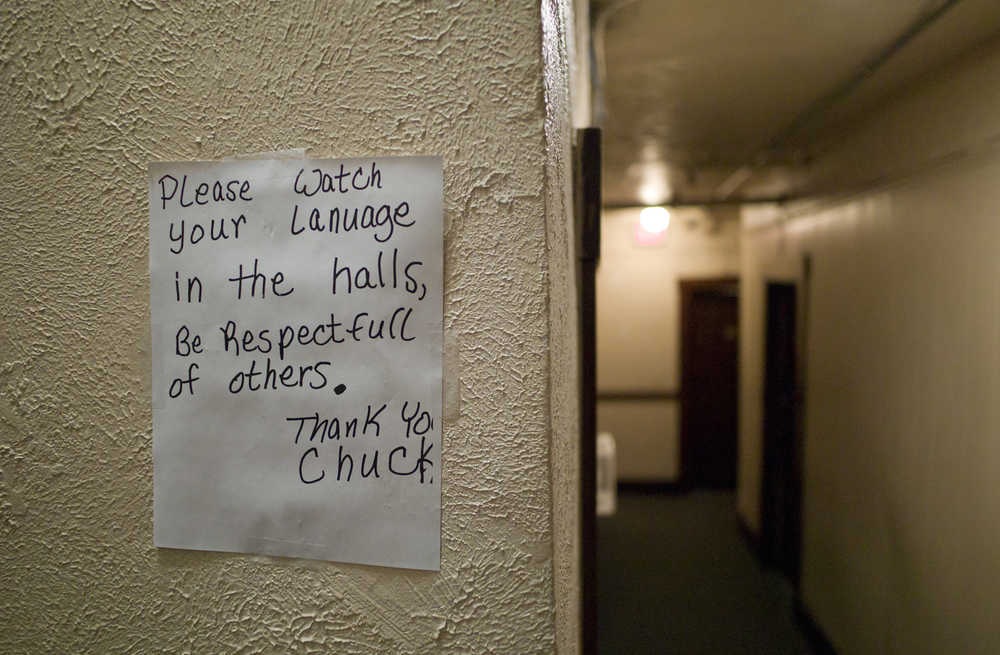 Please Watch
your Lanuage
in the halls,
Be Respectfull
of others.
Thank Yo
Chuck